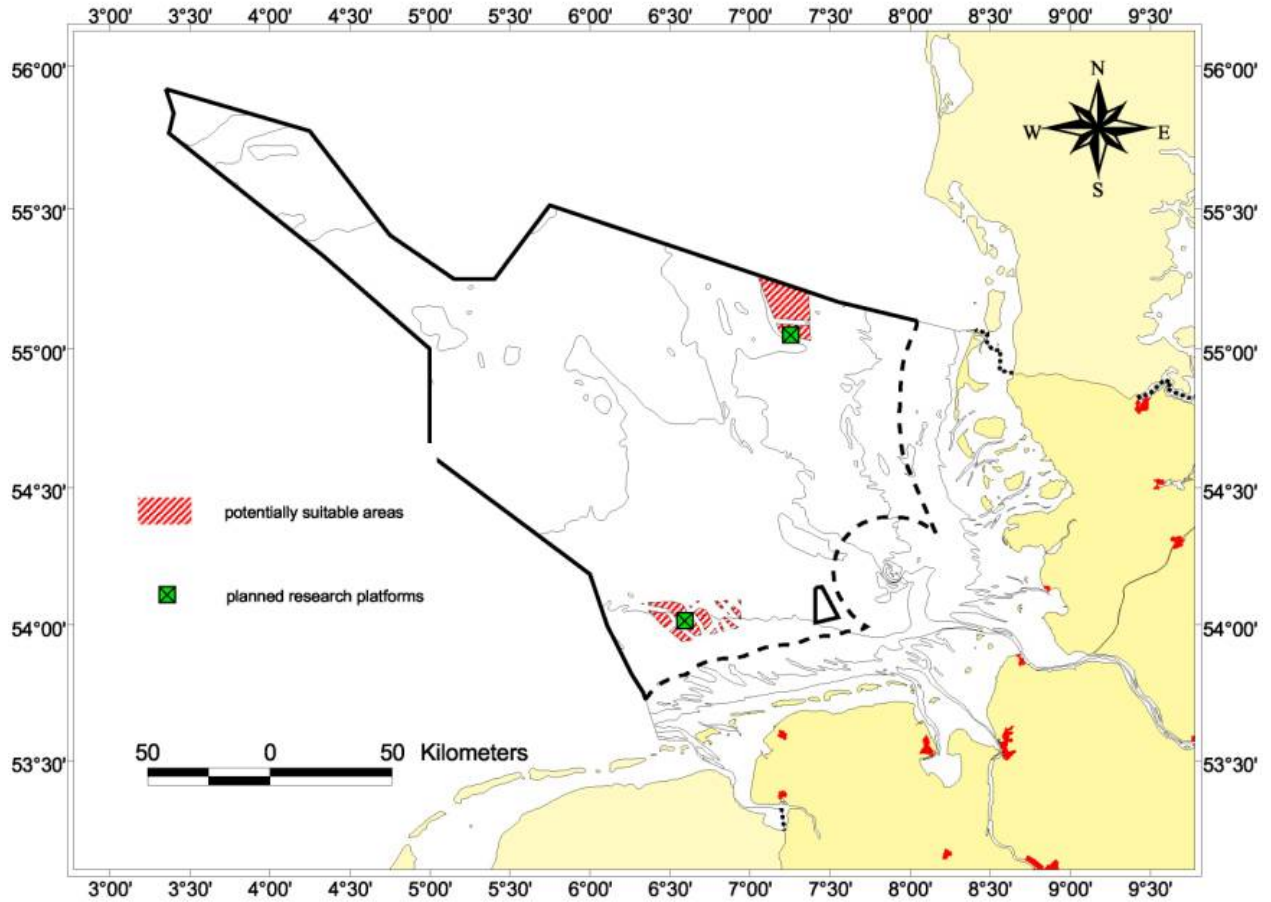 3°00' 3°30' 4°00' 4°30' 5°00' 5°30' 6°00' 6°30' 7°00' 7°30' 8°00' 8°30' 9°00' 9°30'
56°00' 56°00'
N
W E
S
55°30' 55°30'
55°00' 55°00'
54°30' 54°30'
potentially suitable areas
planned research platforms
54°00' 54°00'
50 0 50 Kilometers
53°30' 53°30'
3°00' 3°30' 4°00' 4°30' 5°00' 5°30' 6°00' 6°30' 7°00' 7°30' 8°00' 8°30' 9°00' 9°30'